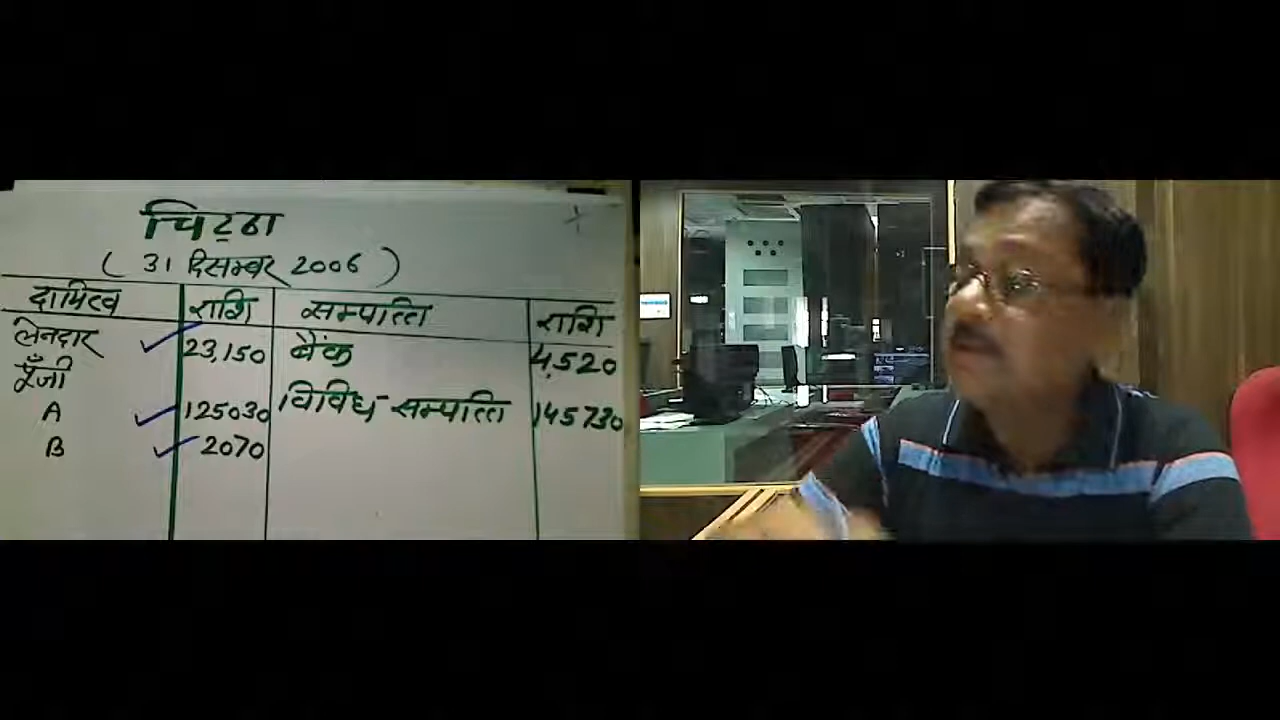 चिट्ठा
( 31 दिसम्बर 2006 )
दायित्व राशि सम्पत्ति राशि
लेनदार 23,150 बैंक 4,520
पूँजी
A 125030 विविध सम्पत्ति 145730
B 2070